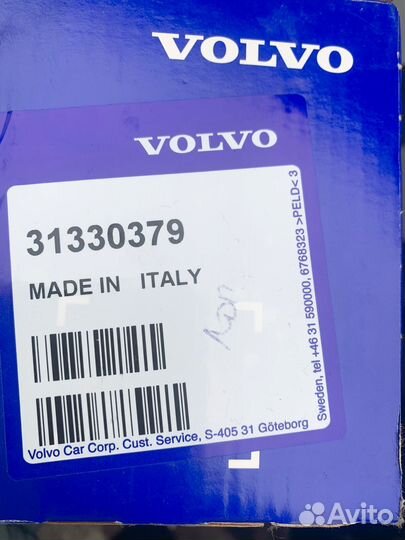 VOLVO
VOLVO
31330379
MADE IN ITALY
Volvo Car Corp. Cust. Service, S-405 31 Göteborg
Sweden, tel +46 31 590000, 6768323 >PELD< 3
Avito